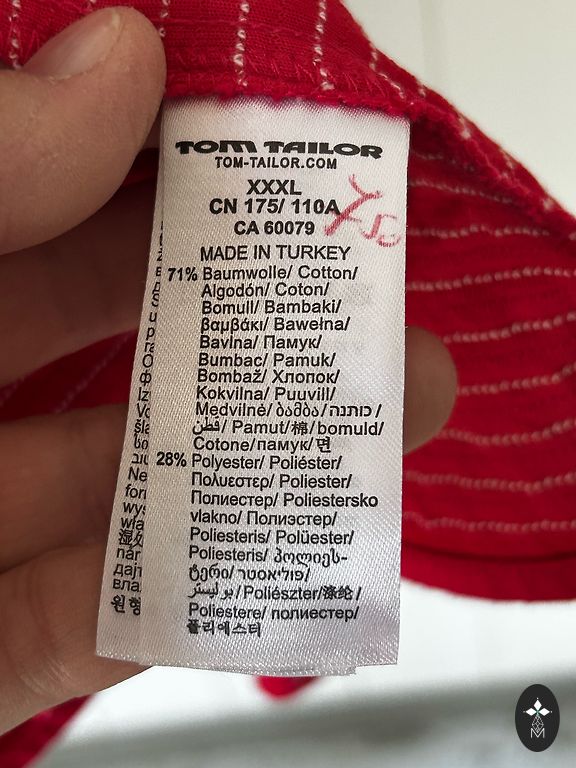 TOM TAILOR
TOM-TAILOR.COM
XXXL
CN 175/ 110A
CA 60079
MADE IN TURKEY
71% Baumwolle/ Cotton/
Algodón/ Coton/
Bomull/ Bambaki/
βαμβάκι/ Bawełna/
Bavlna/ Памук/
Bumbac/ Pamuk/
Bombaž/ Хлопок/
Kokvilna/ Puuvill/
Medvilnė/ ბამბა/ כותנה/
قطن/ Pamut/棉/bomuld/
Cotone/памук/면
28% Polyester/ Poliéster/
Πολυεστερ/ Poliester/
Полиестер/ Poliestersko
vlakno/ Полиэстер/
Poliesteris/ Polüester/
Poliesteris/ პოლიეს-
ტერი/ פוליאסטר/
بوليستر/ Poliészter/涤纶/
Poliestere/ полиестер/
폴리에스터